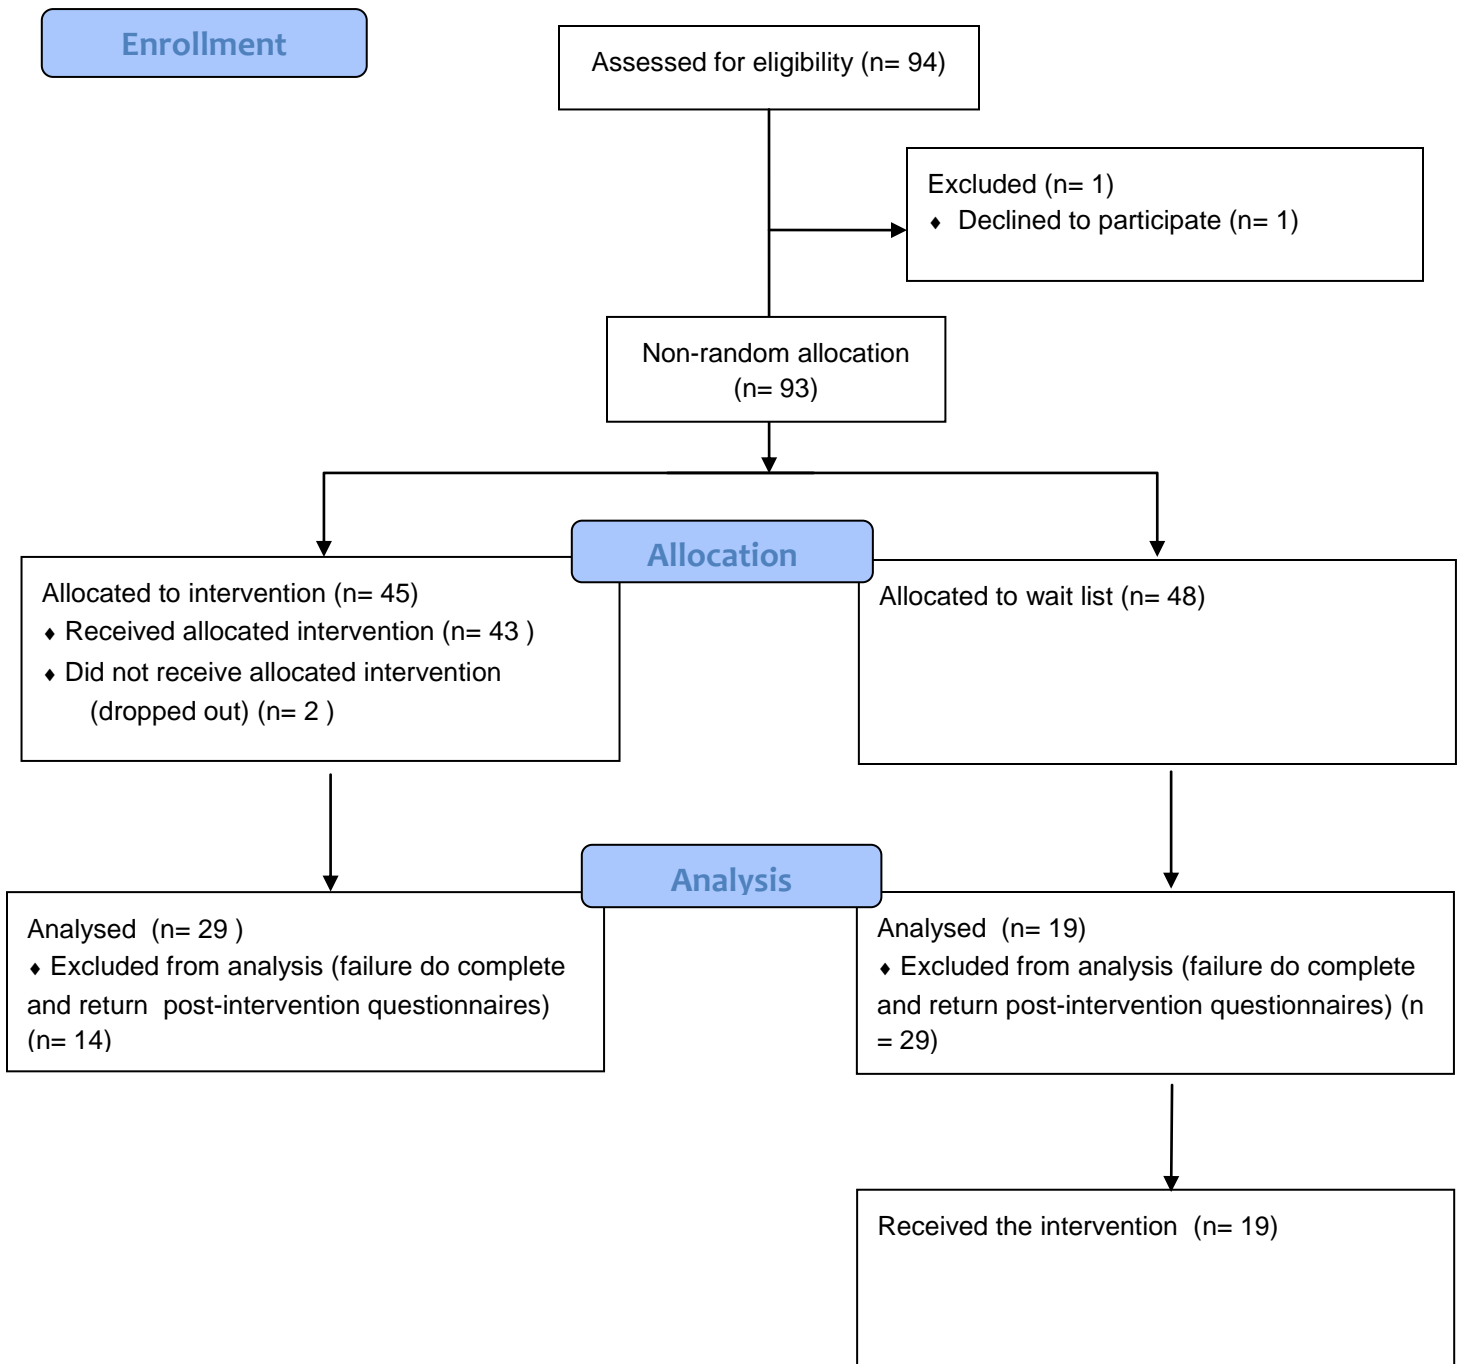 Enrollment
Assessed for eligibility (n= 94)
Excluded (n= 1)
♦ Declined to participate (n= 1)
Non-random allocation
(n= 93)
Allocation
Allocated to intervention (n= 45)
♦ Received allocated intervention (n= 43 )
♦ Did not receive allocated intervention
(dropped out) (n= 2 )
Allocated to wait list (n= 48)
Analysis
Analysed (n= 29 )
♦ Excluded from analysis (failure do complete
and return post-intervention questionnaires)
(n= 14)
Analysed (n= 19)
♦ Excluded from analysis (failure do complete
and return post-intervention questionnaires) (n
= 29)
Received the intervention (n= 19)